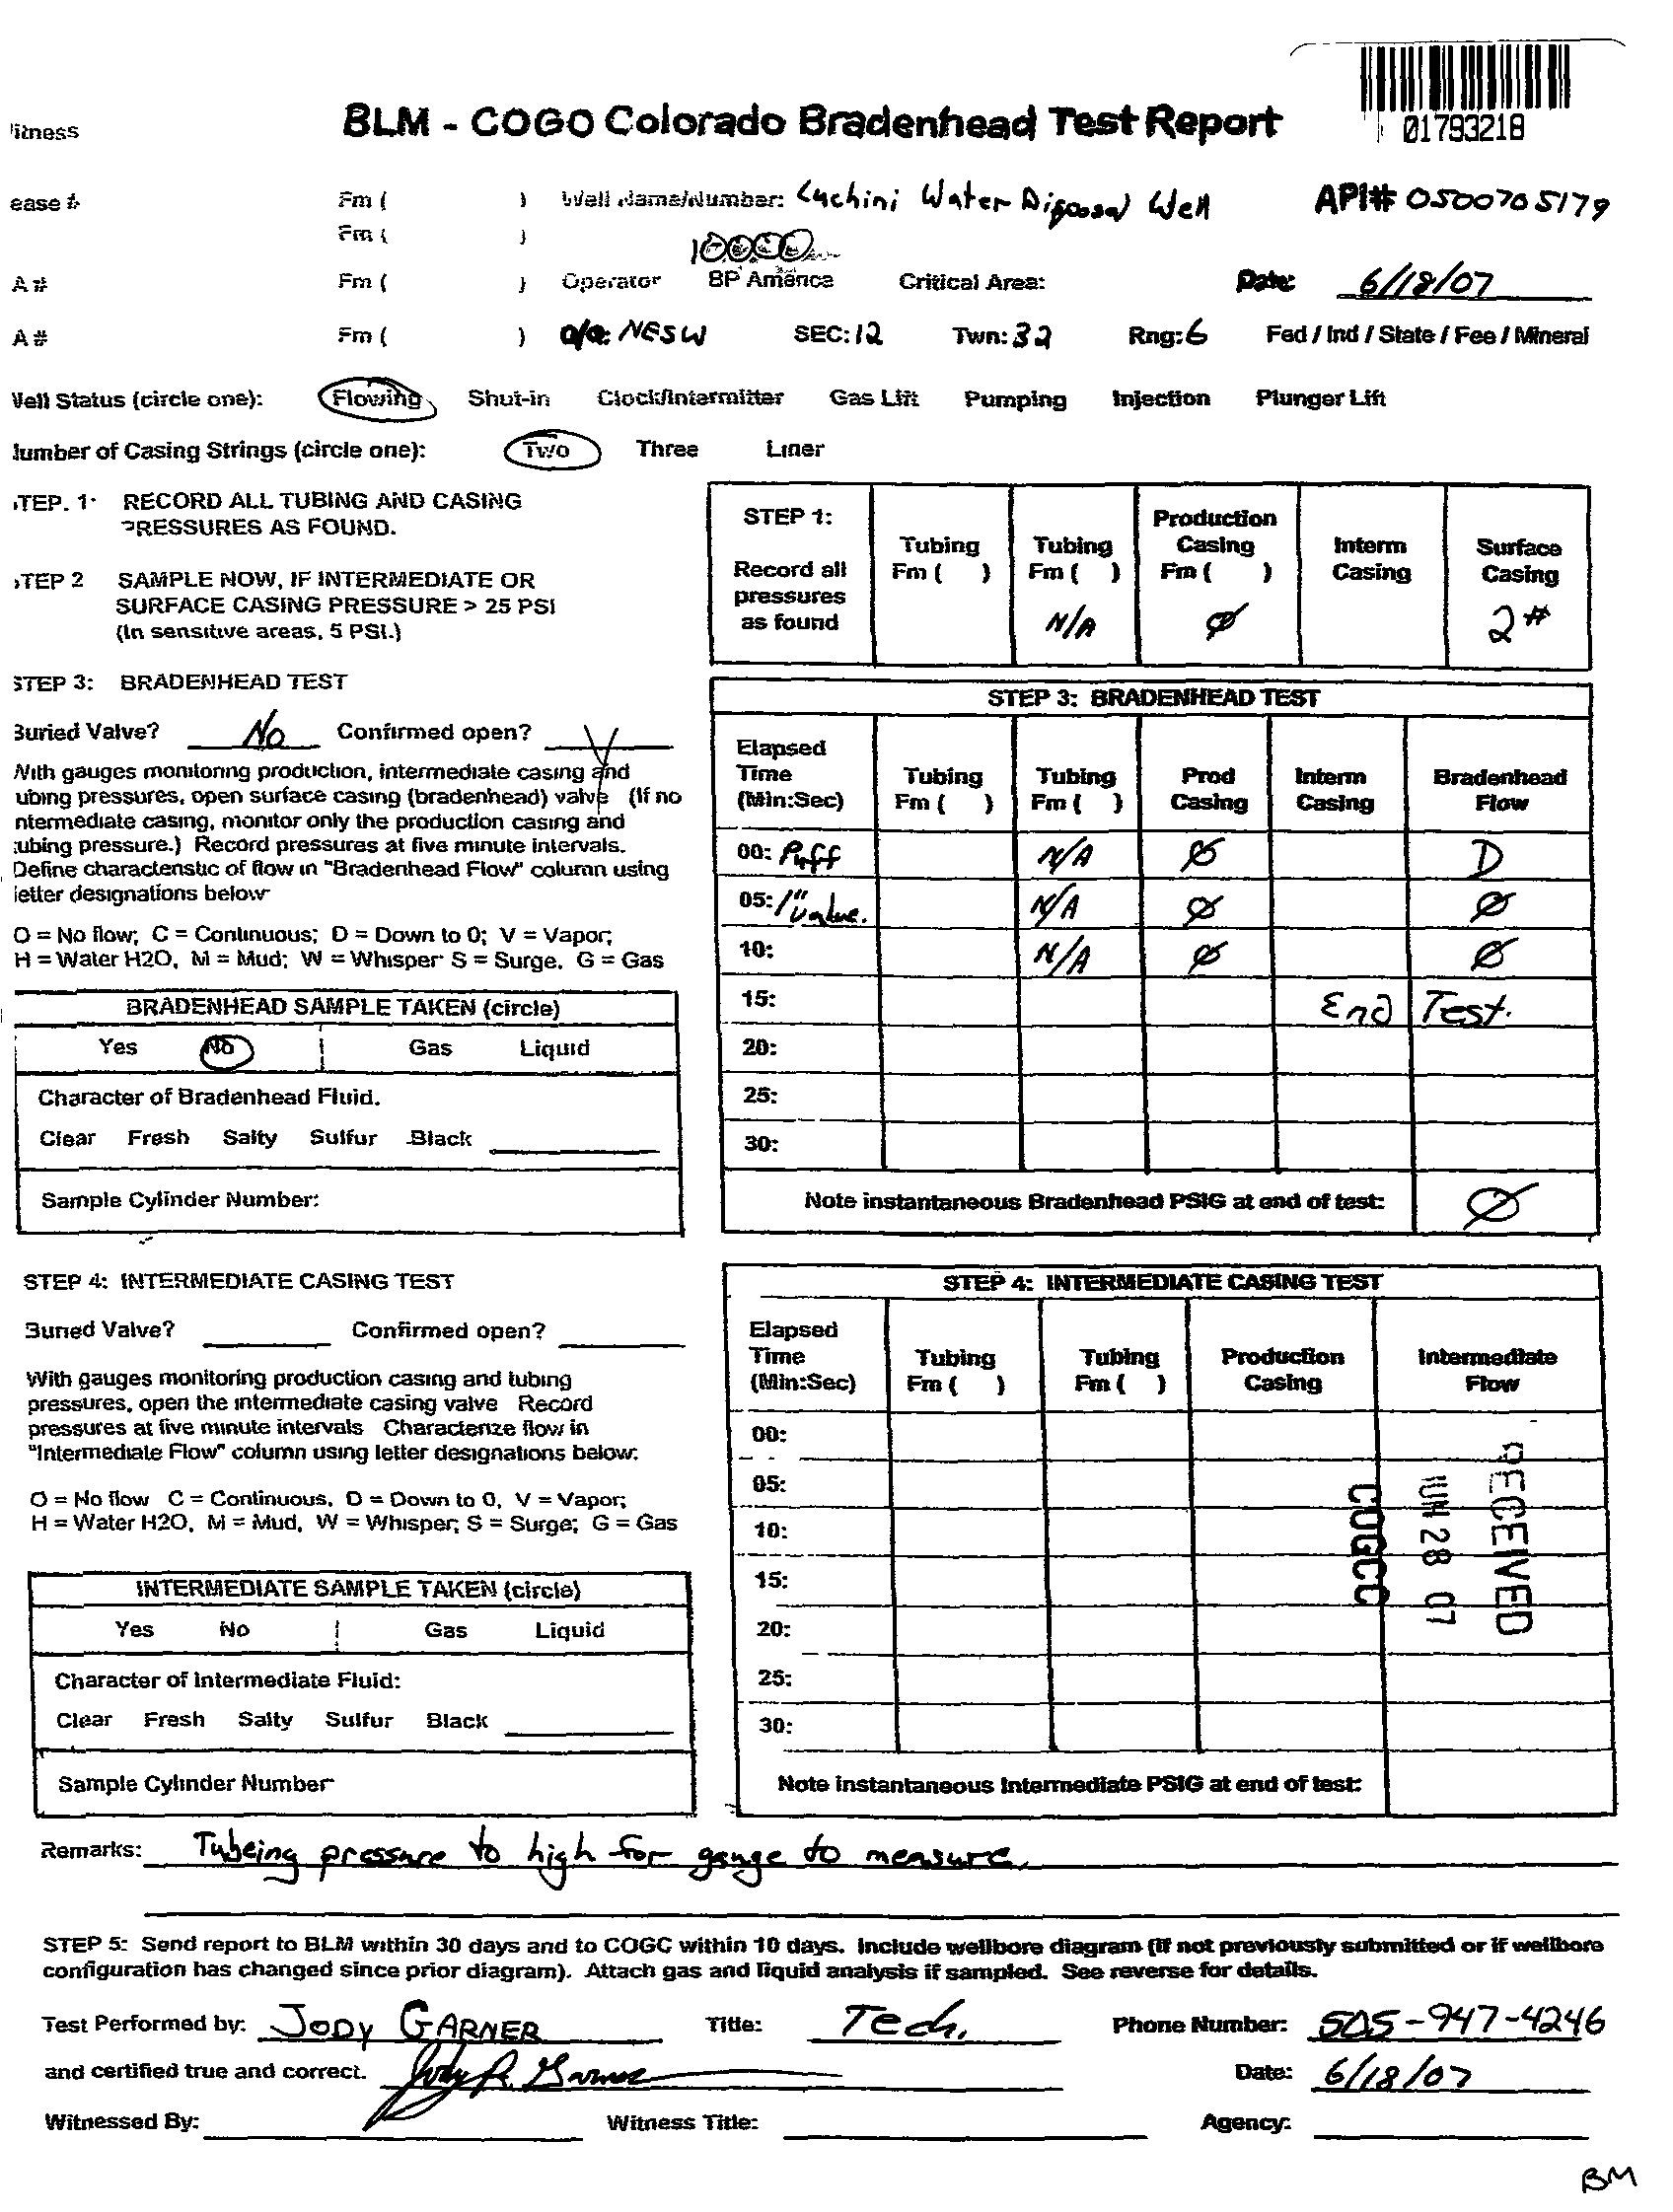 01793218
itness
BLM - COGO Colorado Bradenhead Test Report
ease # Fm ( ) Well Name/Number: Luchini Water Disposal Well API# 0500705179
Fm ( )
10000
A # Fm ( ) Operator BP America Critical Area: Date: 6/18/07
A # Fm ( ) q/q: NESW SEC: 12 Twn: 32 Rng: 6 Fed / Ind / State / Fee / Mineral
Well Status (circle one): Flowing Shut-in Clock/Intermitter Gas Lift Pumping Injection Plunger Lift
umber of Casing Strings (circle one): Two Three Liner
TEP. 1: RECORD ALL TUBING AND CASING
PRESSURES AS FOUND.
TEP 2 SAMPLE NOW, IF INTERMEDIATE OR
SURFACE CASING PRESSURE > 25 PSI
(In sensitive areas, 5 PSI.)
STEP 1:
Record all
pressures
as found
Tubing
Fm ( )
Tubing
Fm ( )
N/A
Production
Casing
Fm ( )
Ø
Interm
Casing
Surface
Casing
2#
STEP 3: BRADENHEAD TEST
Buried Valve? No Confirmed open? Y
With gauges monitoring production, intermediate casing and
ubing pressures, open surface casing (bradenhead) valve (If no
ntermediate casing, monitor only the production casing and
tubing pressure.) Record pressures at five minute intervals.
Define characteristic of flow in "Bradenhead Flow" column using
letter designations below
O = No flow; C = Continuous; D = Down to 0; V = Vapor;
H = Water H2O, M = Mud; W = Whisper S = Surge, G = Gas
BRADENHEAD SAMPLE TAKEN (circle)
Yes No Gas Liquid
Character of Bradenhead Fluid.
Clear Fresh Salty Sulfur Black
Sample Cylinder Number:
STEP 3: BRADENHEAD TEST
Elapsed
Time
(Min:Sec)
Tubing
Fm ( )
Tubing
Fm ( )
Prod
Casing
Interm
Casing
Bradenhead
Flow
00: Puff N/A Ø D
05: 1" Valve. N/A Ø Ø
10: N/A Ø Ø
15: End Test.
20:
25:
30:
Note instantaneous Bradenhead PSIG at end of test: Ø
STEP 4: INTERMEDIATE CASING TEST
Buried Valve? Confirmed open?
With gauges monitoring production casing and tubing
pressures, open the intermediate casing valve Record
pressures at five minute intervals Characterize flow in
"Intermediate Flow" column using letter designations below:
O = No flow C = Continuous, D = Down to 0, V = Vapor;
H = Water H2O, M = Mud, W = Whisper; S = Surge; G = Gas
INTERMEDIATE SAMPLE TAKEN (circle)
Yes No Gas Liquid
Character of Intermediate Fluid:
Clear Fresh Salty Sulfur Black
Sample Cylinder Number
STEP 4: INTERMEDIATE CASING TEST
Elapsed
Time
(Min:Sec)
Tubing
Fm ( )
Tubing
Fm ( )
Production
Casing
Intermediate
Flow
00:
05:
10:
15:
20:
25:
30:
RECEIVED
JUN 28 07
COGCC
Note instantaneous Intermediate PSIG at end of test:
Remarks: Tubeing pressure to high for gauge to measure.
STEP 5: Send report to BLM within 30 days and to COGC within 10 days. Include wellbore diagram (if not previously submitted or if wellbore
configuration has changed since prior diagram). Attach gas and liquid analysis if sampled. See reverse for details.
Test Performed by: JODY GARNER Title: Tech. Phone Number: 505-947-4246
and certified true and correct. Jody R. Garner Date: 6/18/07
Witnessed By: Witness Title: Agency:
BM